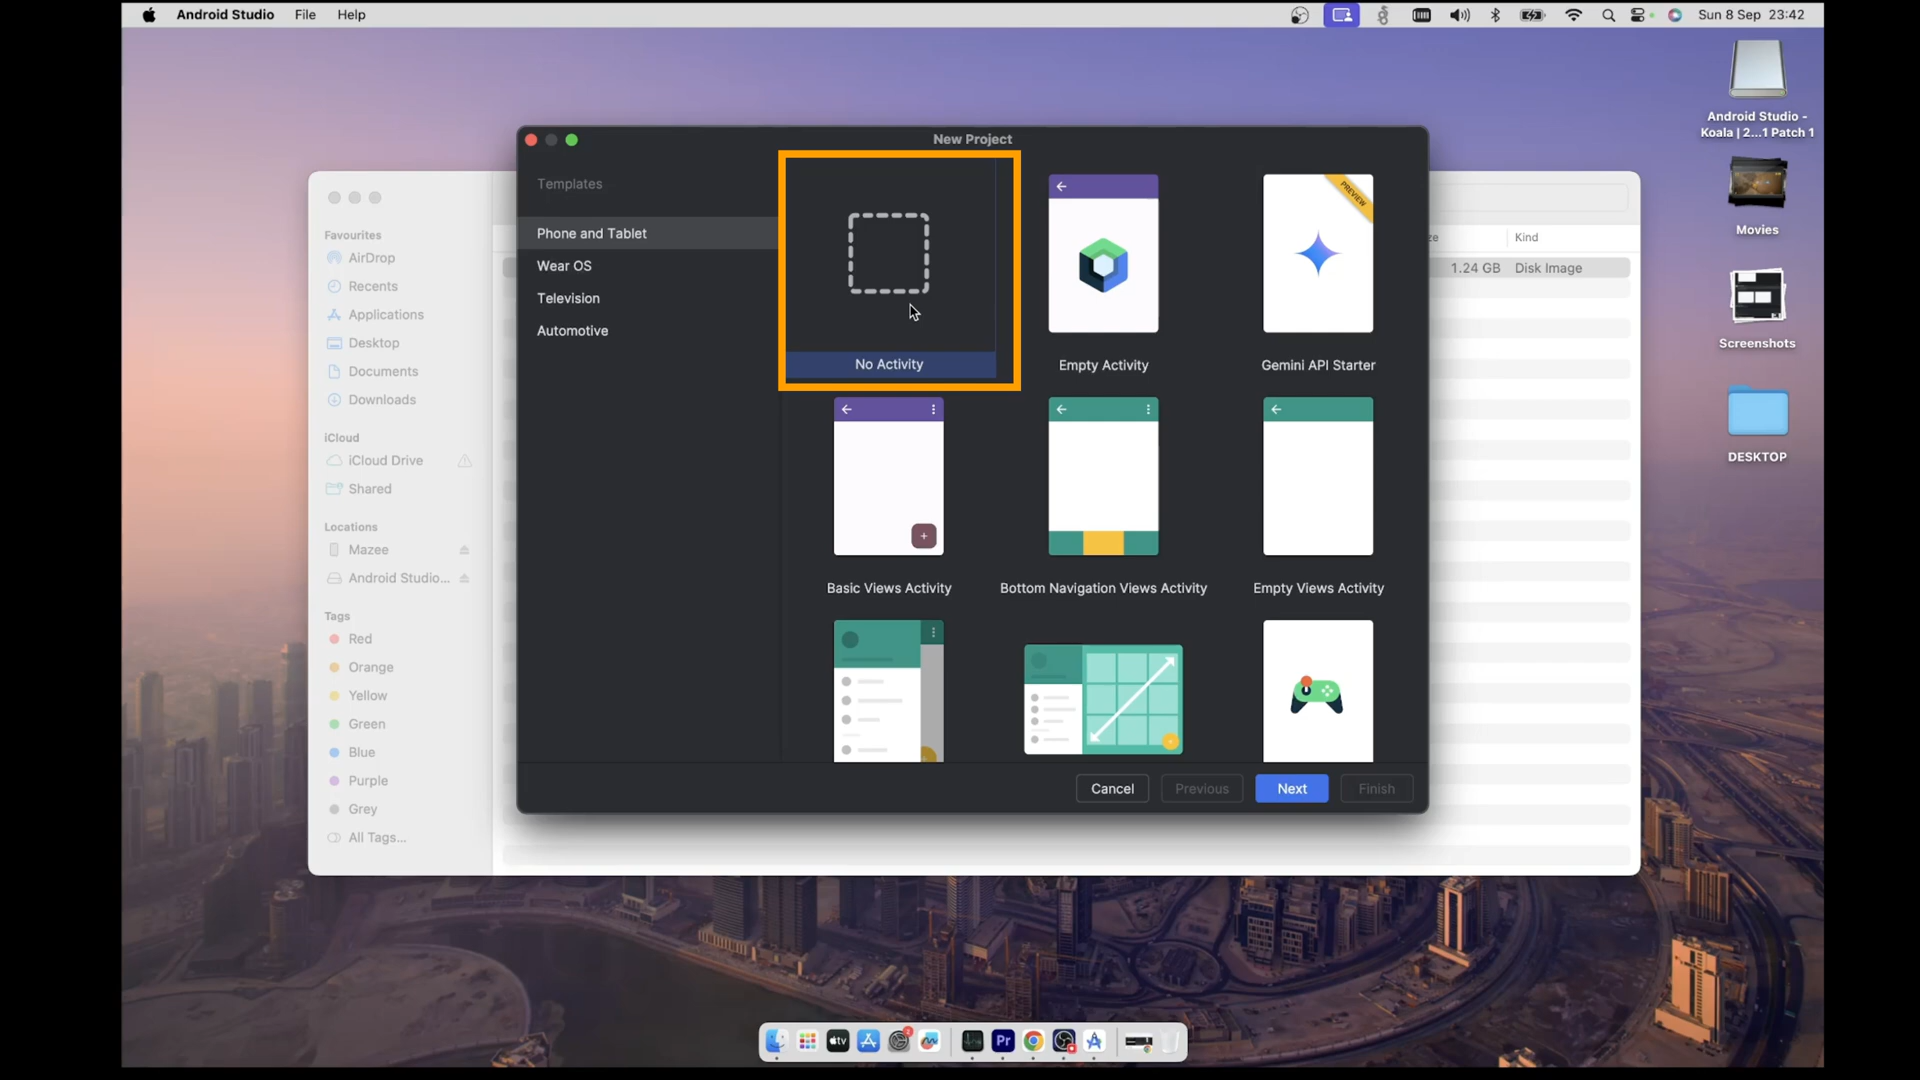 Android Studio File Help
Sun 8 Sep 23:42
Android Studio -
Koala | 2...1 Patch 1
Movies
Screenshots
DESKTOP
New Project
Templates
Phone and Tablet
Wear OS
Television
Automotive
No Activity
Empty Activity
PREVIEW
Gemini API Starter
Basic Views Activity
Bottom Navigation Views Activity
Empty Views Activity
Cancel
Previous
Next
Finish
Favourites
AirDrop
Recents
Applications
Desktop
Documents
Downloads
iCloud
iCloud Drive
Shared
Locations
Mazee
Android Studio...
Tags
Red
Orange
Yellow
Green
Blue
Purple
Grey
All Tags...
ze Kind
1.24 GB Disk Image
tv
2
Pr